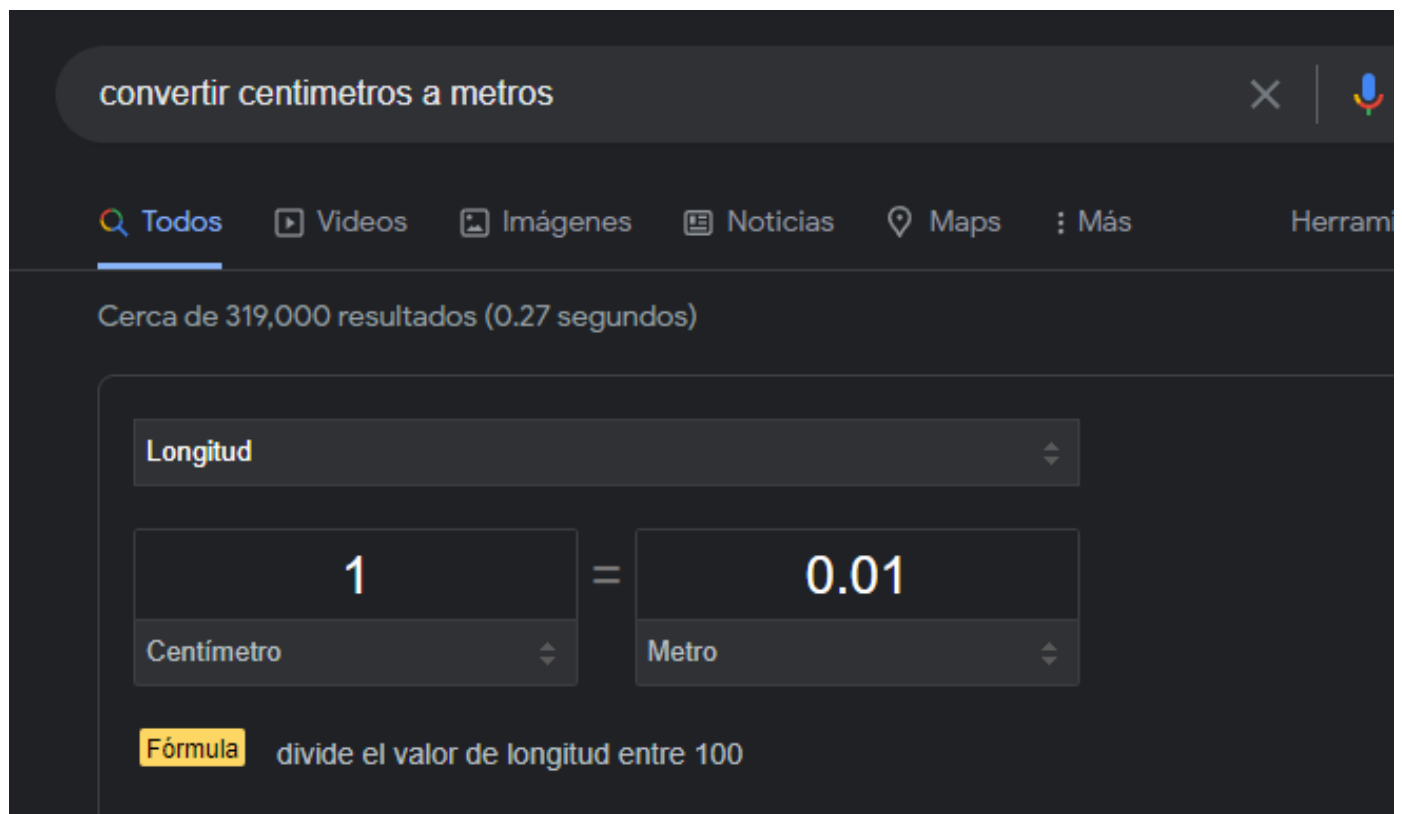 convertir centimetros a metros
Todos Videos Imágenes Noticias Maps Más Herrami
Cerca de 319,000 resultados (0.27 segundos)
Longitud
1 = 0.01
Centímetro Metro
Fórmula divide el valor de longitud entre 100